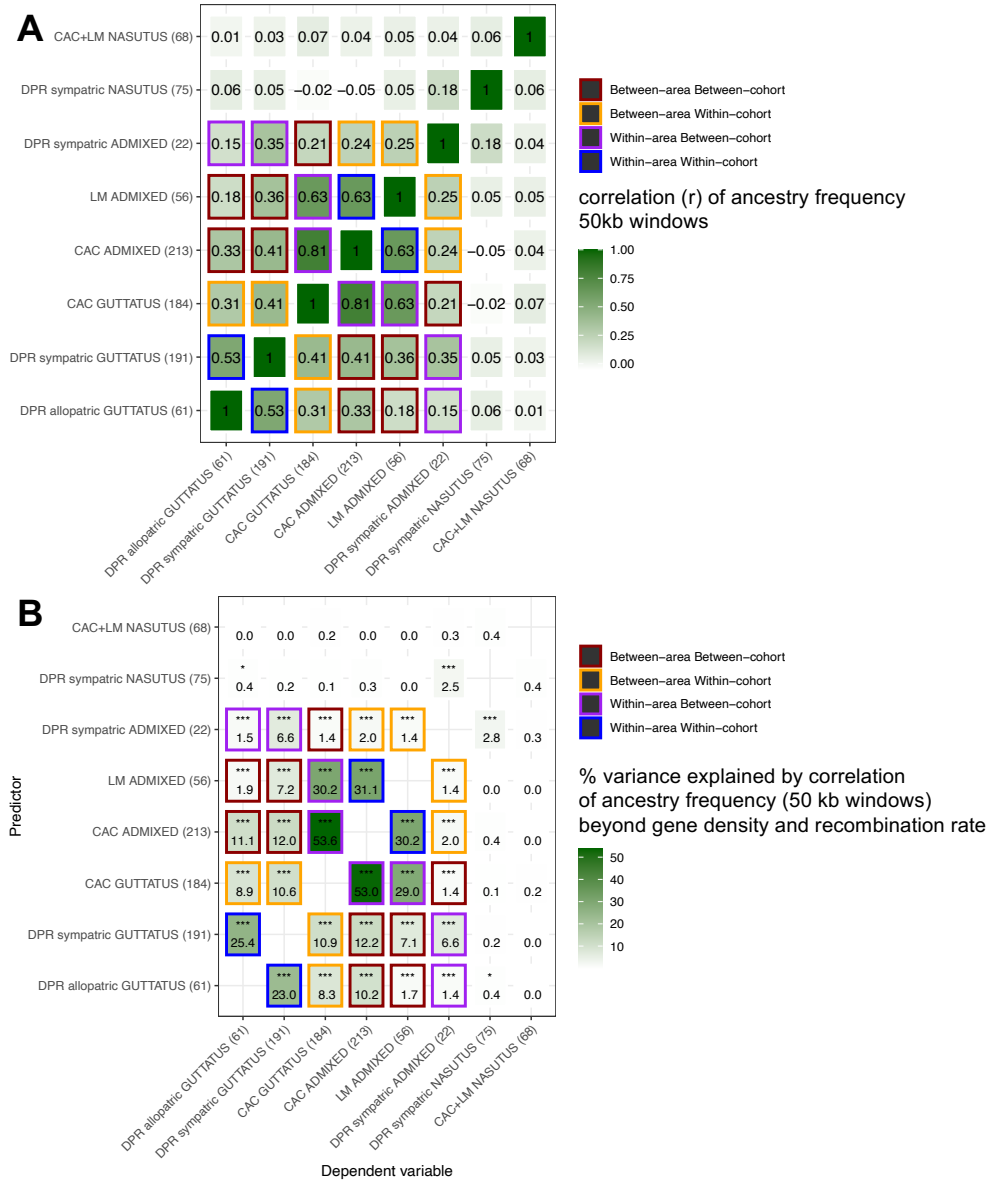 A
CAC+LM NASUTUS (68) 0.01 0.03 0.07 0.04 0.05 0.04 0.06 1
DPR sympatric NASUTUS (75) 0.06 0.05 −0.02 −0.05 0.05 0.18 1 0.06
DPR sympatric ADMIXED (22) 0.15 0.35 0.21 0.24 0.25 1 0.18 0.04
LM ADMIXED (56) 0.18 0.36 0.63 0.63 1 0.25 0.05 0.05
CAC ADMIXED (213) 0.33 0.41 0.81 1 0.63 0.24 −0.05 0.04
CAC GUTTATUS (184) 0.31 0.41 1 0.81 0.63 0.21 −0.02 0.07
DPR sympatric GUTTATUS (191) 0.53 1 0.41 0.41 0.36 0.35 0.05 0.03
DPR allopatric GUTTATUS (61) 1 0.53 0.31 0.33 0.18 0.15 0.06 0.01
DPR allopatric GUTTATUS (61)
DPR sympatric GUTTATUS (191)
CAC GUTTATUS (184)
CAC ADMIXED (213)
LM ADMIXED (56)
DPR sympatric ADMIXED (22)
DPR sympatric NASUTUS (75)
CAC+LM NASUTUS (68)
Between−area Between−cohort
Between−area Within−cohort
Within−area Between−cohort
Within−area Within−cohort
correlation (r) of ancestry frequency
50kb windows
1.00
0.75
0.50
0.25
0.00
B
Predictor
CAC+LM NASUTUS (68) 0.0 0.0 0.2 0.0 0.0 0.3 0.4
* ***
DPR sympatric NASUTUS (75) 0.4 0.2 0.1 0.3 0.0 2.5 0.4
*** *** *** *** *** ***
DPR sympatric ADMIXED (22) 1.5 6.6 1.4 2.0 1.4 2.8 0.3
*** *** *** *** ***
LM ADMIXED (56) 1.9 7.2 30.2 31.1 1.4 0.0 0.0
*** *** *** *** ***
CAC ADMIXED (213) 11.1 12.0 53.6 30.2 2.0 0.4 0.0
*** *** *** *** ***
CAC GUTTATUS (184) 8.9 10.6 53.0 29.0 1.4 0.1 0.2
*** *** *** *** ***
DPR sympatric GUTTATUS (191) 25.4 10.9 12.2 7.1 6.6 0.2 0.0
*** *** *** *** *** *
DPR allopatric GUTTATUS (61) 23.0 8.3 10.2 1.7 1.4 0.4 0.0
DPR allopatric GUTTATUS (61)
DPR sympatric GUTTATUS (191)
CAC GUTTATUS (184)
CAC ADMIXED (213)
LM ADMIXED (56)
DPR sympatric ADMIXED (22)
DPR sympatric NASUTUS (75)
CAC+LM NASUTUS (68)
Dependent variable
Between−area Between−cohort
Between−area Within−cohort
Within−area Between−cohort
Within−area Within−cohort
% variance explained by correlation
of ancestry frequency (50 kb windows)
beyond gene density and recombination rate
50
40
30
20
10